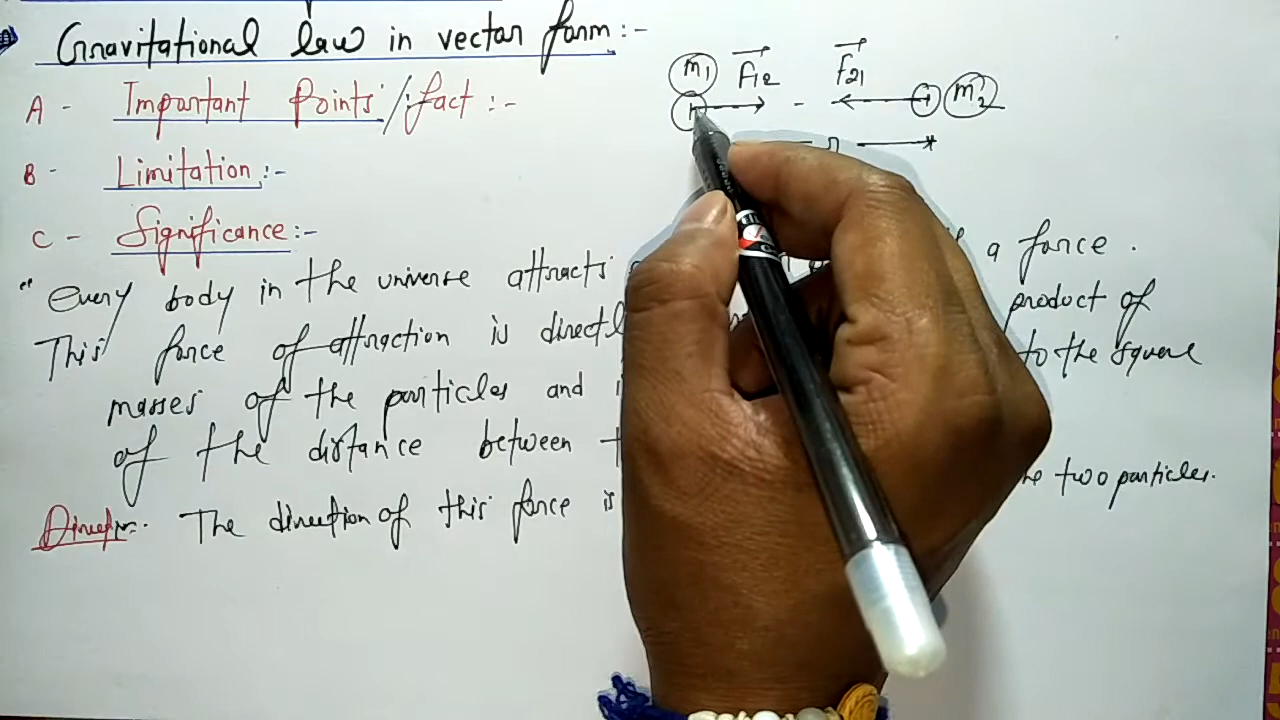 Gravitational law in vector form :-
A - Important Points / fact :-
B - Limitation :-
C - Significance :-
m1 F12 - F21 m2
r
" Every body in the universe attracts a force .
This force of attraction is product of
masses of the particles and to the square
of the distance between
the two particles.
Direct The direction of this force is